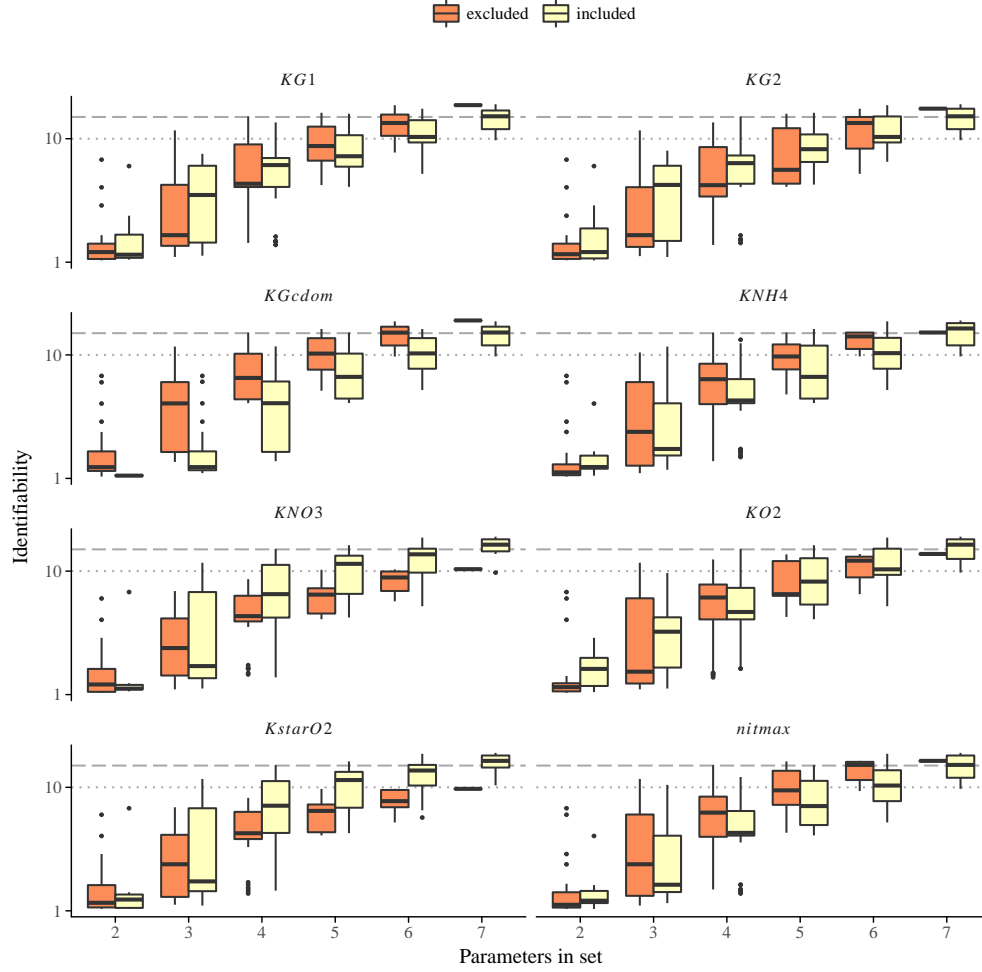 excluded included
KG1 KG2
10
1
KGcdom KNH4
10
1
Identifiability
KNO3 KO2
10
1
KstarO2 nitmax
10
1
2 3 4 5 6 7 2 3 4 5 6 7
Parameters in set